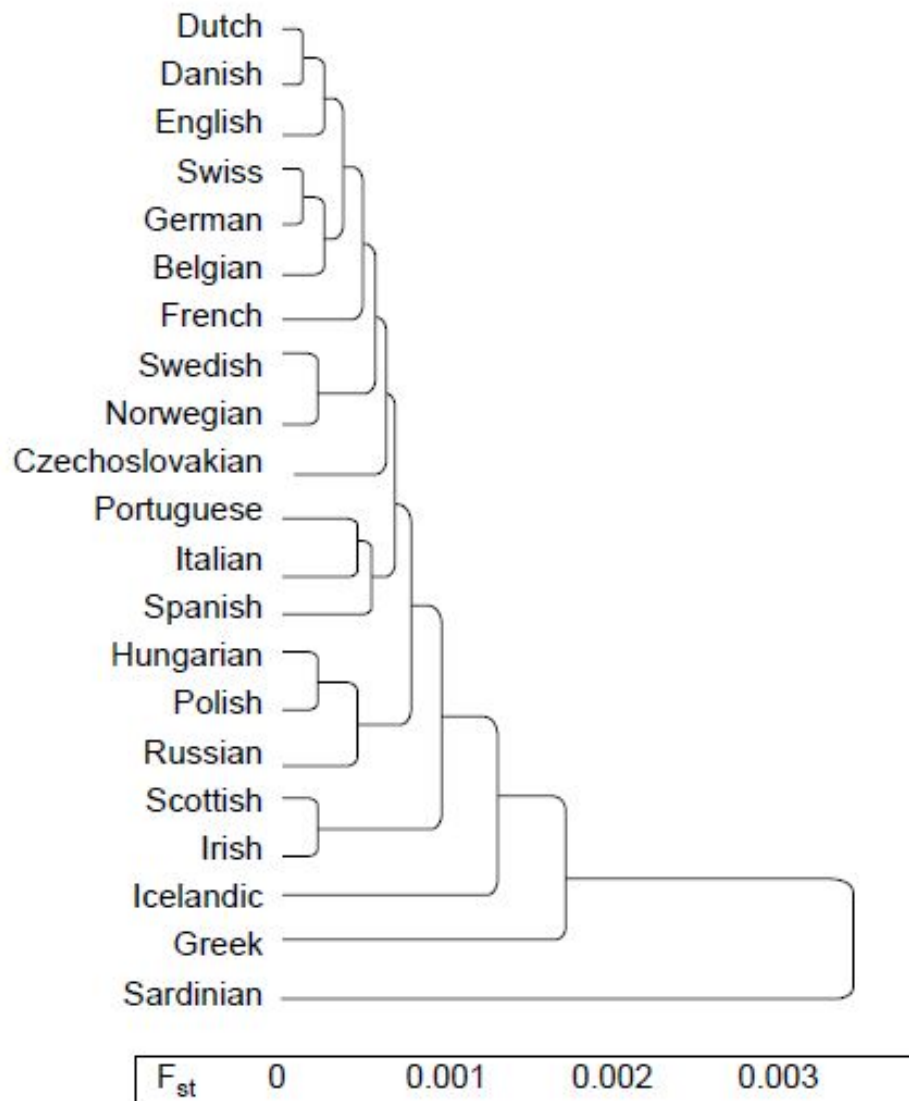 Dutch
Danish
English
Swiss
German
Belgian
French
Swedish
Norwegian
Czechoslovakian
Portuguese
Italian
Spanish
Hungarian
Polish
Russian
Scottish
Irish
Icelandic
Greek
Sardinian
Fst 0 0.001 0.002 0.003